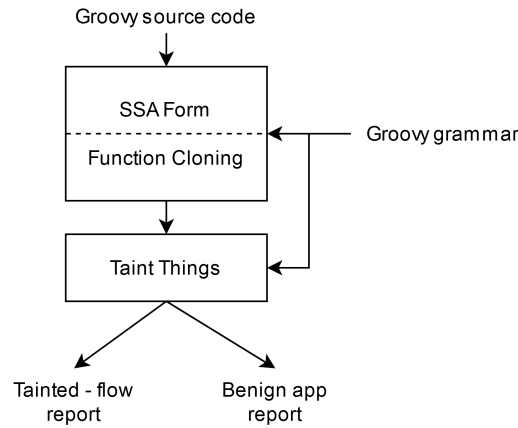 Groovy source code
SSA Form
Function Cloning
Groovy grammar
Taint Things
Tainted - flow
report
Benign app
report